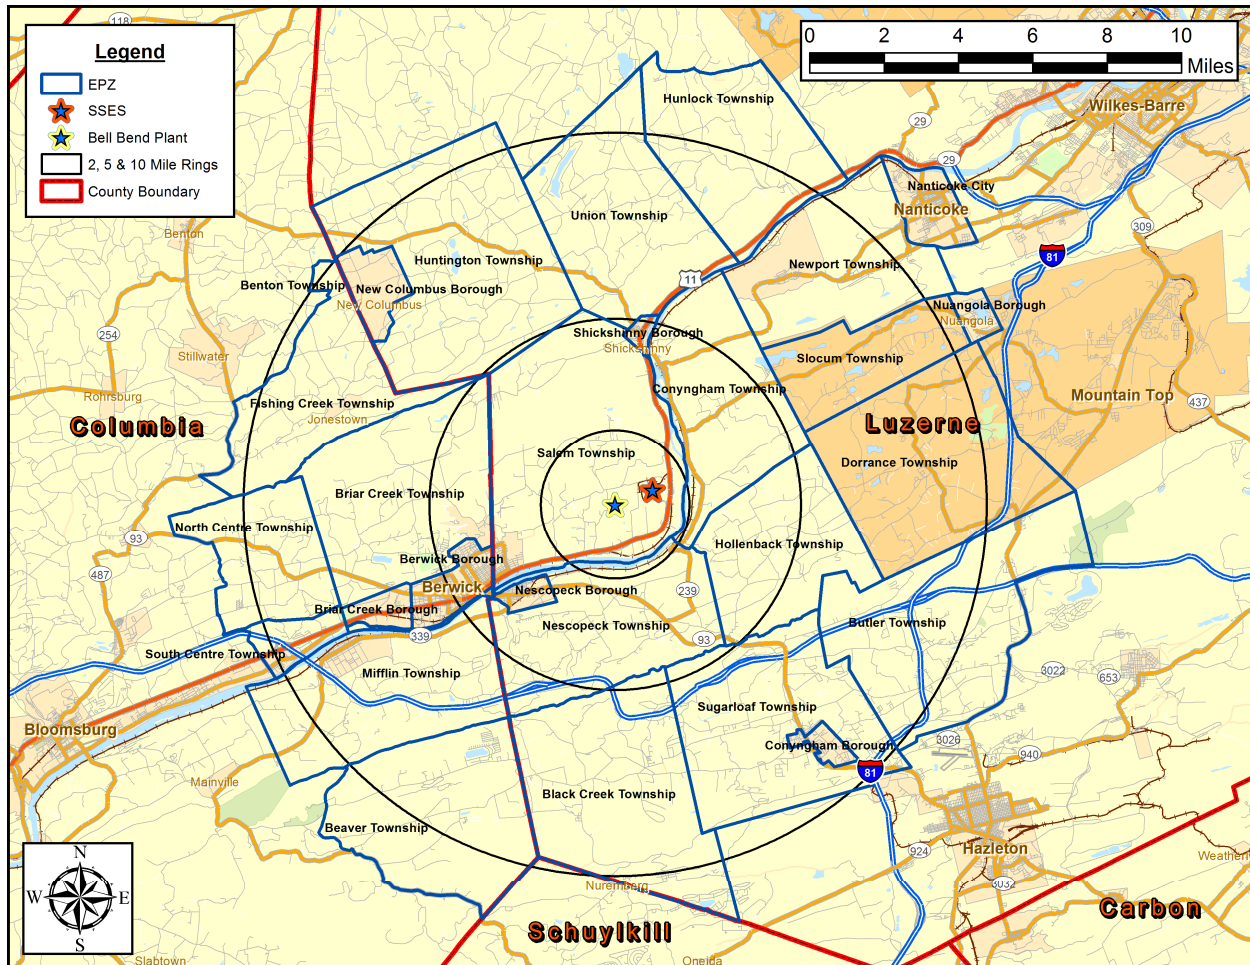 118
Legend
EPZ
SSES
Bell Bend Plant
2, 5 & 10 Mile Rings
County Boundary
0 2 4 6 8 10
Miles
Hunlock Township
Wilkes-Barre
29
29
Nanticoke City
Nanticoke
Union Township
309
Benton
81
Huntington Township
Newport Township
11
Benton Township
New Columbus Borough
New Columbus
Nuangola Borough
Nuangola
254
Shickshinny Borough
Shickshinny
Stillwater
Slocum Township
Rohrsburg
Conyngham Township
Mountain Top
437
Fishing Creek Township
Jonestown
Columbia
Luzerne
Salem Township
Dorrance Township
Briar Creek Township
North Centre Township
93
Hollenback Township
Berwick Borough
487
Berwick
Nescopeck Borough
239
Briar Creek Borough
339
Nescopeck Township
93
Butler Township
South Centre Township
Mifflin Township
3022
653
Sugarloaf Township
Bloomsburg
Conyngham Borough
3026
940
81
Mainville
Black Creek Township
Beaver Township
924
Hazleton
N
W E
S
Weathern
Nuremberg
3032
Schuylkill
Carbon
Slabtown
Oneida